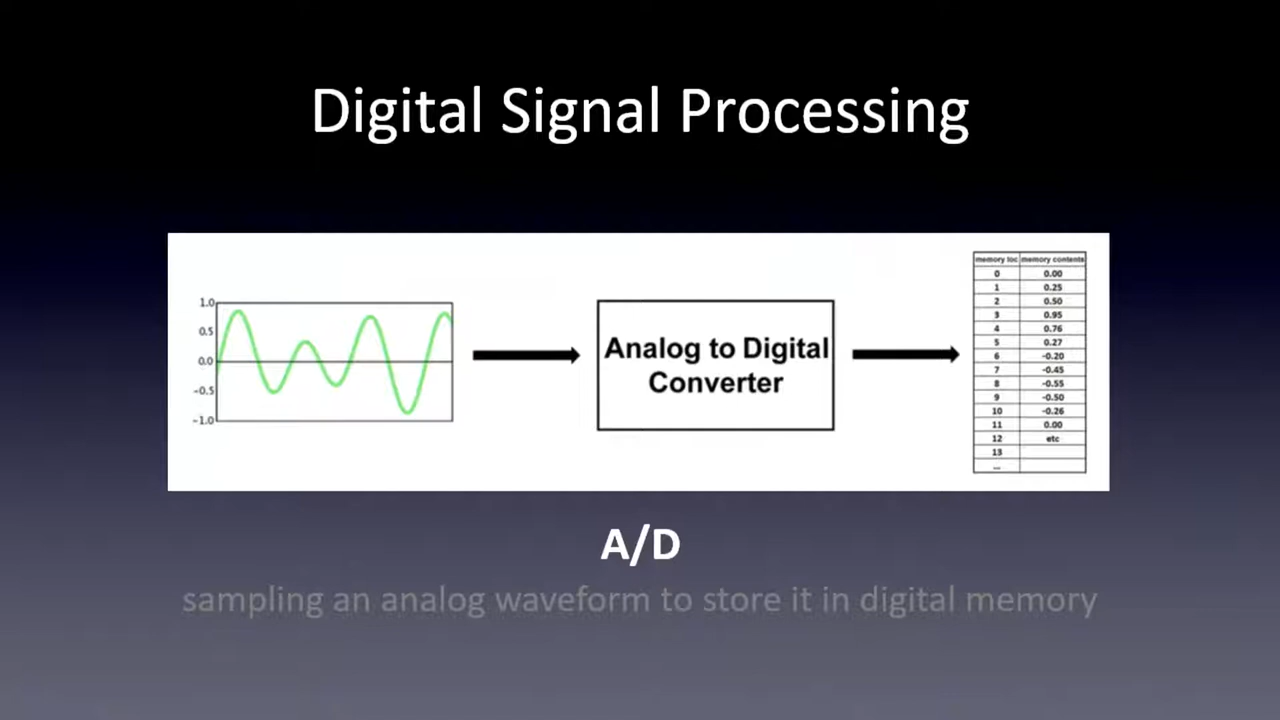 Digital Signal Processing
1.0
0.5
0.0
-0.5
-1.0
Analog to Digital
Converter
memory loc memory contents
0 0.00
1 0.25
2 0.50
3 0.95
4 0.76
5 0.27
6 -0.20
7 -0.45
8 -0.55
9 -0.50
10 -0.26
11 0.00
12 etc
13
...
A/D
sampling an analog waveform to store it in digital memory